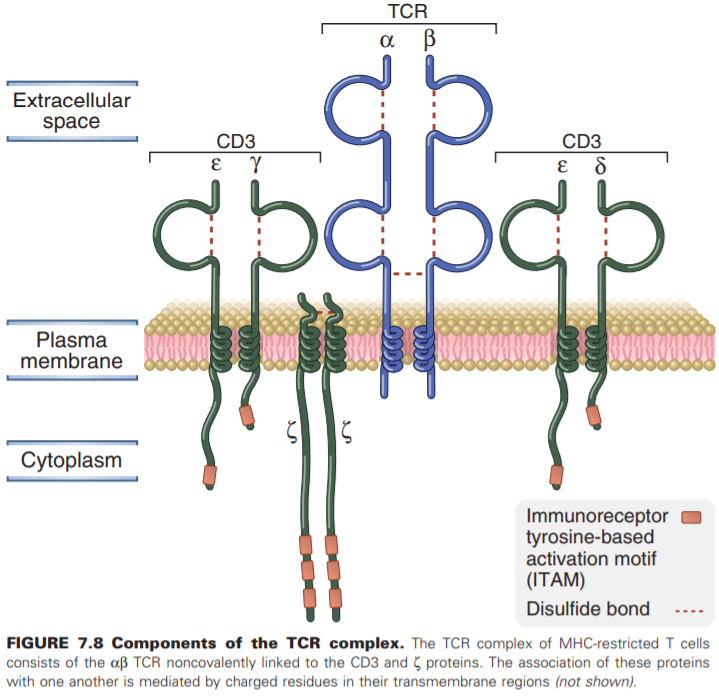 TCR
α β
Extracellular
space
CD3
ε γ
CD3
ε δ
Plasma
membrane
ζ ζ
Cytoplasm
Immunoreceptor
tyrosine-based
activation motif
(ITAM)
Disulfide bond
FIGURE 7.8 Components of the TCR complex. The TCR complex of MHC-restricted T cells
consists of the αβ TCR noncovalently linked to the CD3 and ζ proteins. The association of these proteins
with one another is mediated by charged residues in their transmembrane regions (not shown).